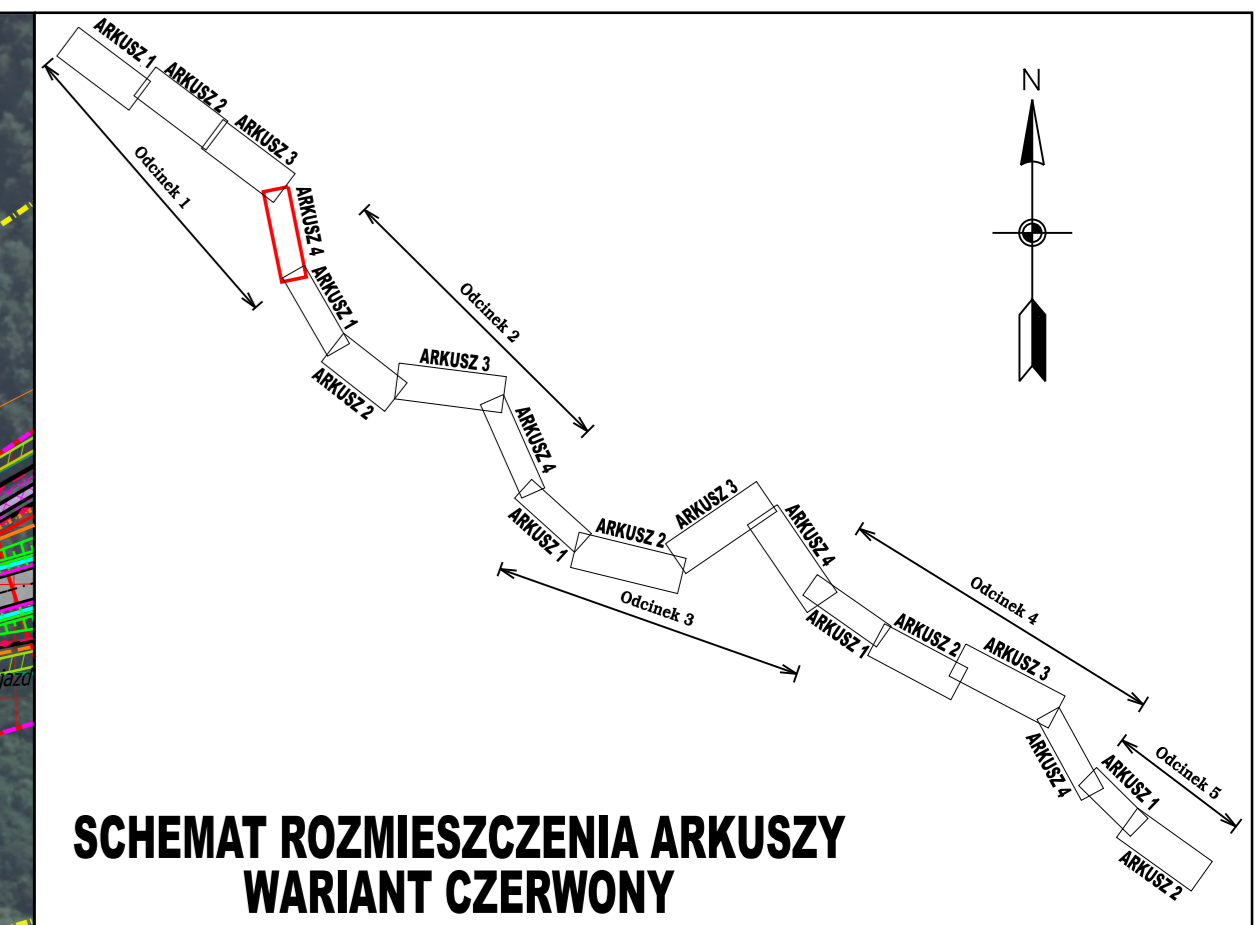 ARKUSZ 1
ARKUSZ 2
ARKUSZ 3
ARKUSZ 4
Odcinek 1
N
ARKUSZ 1
ARKUSZ 2
ARKUSZ 3
ARKUSZ 4
Odcinek 2
ARKUSZ 1
ARKUSZ 2
ARKUSZ 3
ARKUSZ 4
Odcinek 3
ARKUSZ 1
ARKUSZ 2
ARKUSZ 3
ARKUSZ 4
Odcinek 4
ARKUSZ 1
ARKUSZ 2
Odcinek 5
jazd
SCHEMAT ROZMIESZCZENIA ARKUSZY
WARIANT CZERWONY